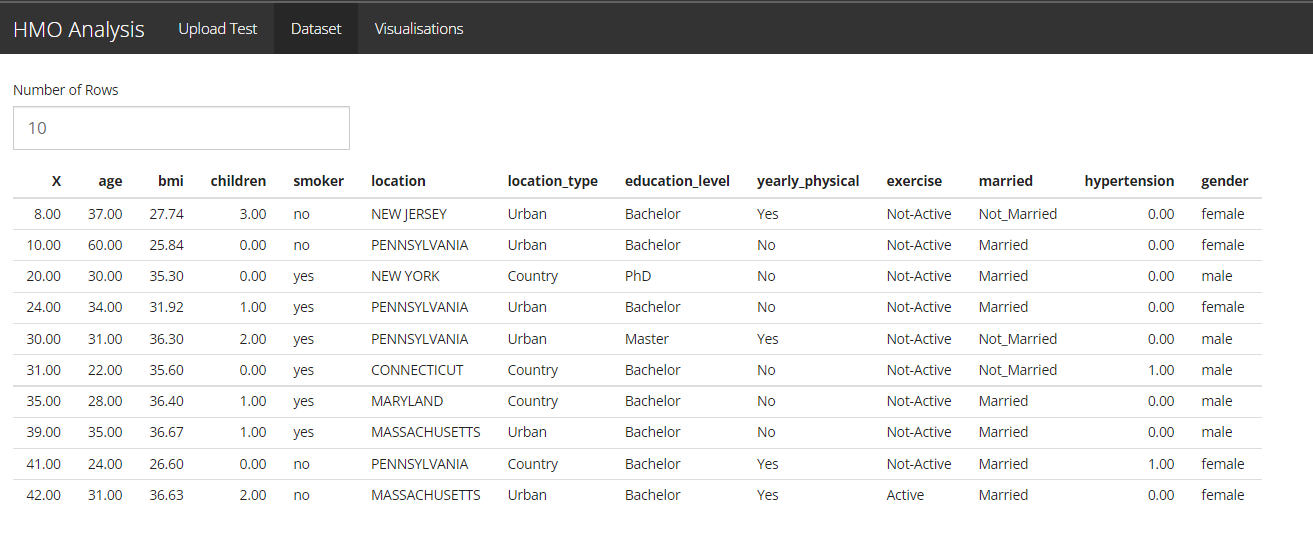 HMO Analysis Upload Test Dataset Visualisations
Number of Rows
10
X age bmi children smoker location location_type education_level yearly_physical exercise married hypertension gender
8.00 37.00 27.74 3.00 no NEW JERSEY Urban Bachelor Yes Not-Active Not_Married 0.00 female
10.00 60.00 25.84 0.00 no PENNSYLVANIA Urban Bachelor No Not-Active Married 0.00 female
20.00 30.00 35.30 0.00 yes NEW YORK Country PhD No Not-Active Married 0.00 male
24.00 34.00 31.92 1.00 yes PENNSYLVANIA Urban Bachelor No Not-Active Married 0.00 female
30.00 31.00 36.30 2.00 yes PENNSYLVANIA Urban Master Yes Not-Active Not_Married 0.00 male
31.00 22.00 35.60 0.00 yes CONNECTICUT Country Bachelor No Not-Active Not_Married 1.00 male
35.00 28.00 36.40 1.00 yes MARYLAND Country Bachelor No Not-Active Married 0.00 male
39.00 35.00 36.67 1.00 yes MASSACHUSETTS Urban Bachelor No Not-Active Married 0.00 male
41.00 24.00 26.60 0.00 no PENNSYLVANIA Country Bachelor Yes Not-Active Married 1.00 female
42.00 31.00 36.63 2.00 no MASSACHUSETTS Urban Bachelor Yes Active Married 0.00 female